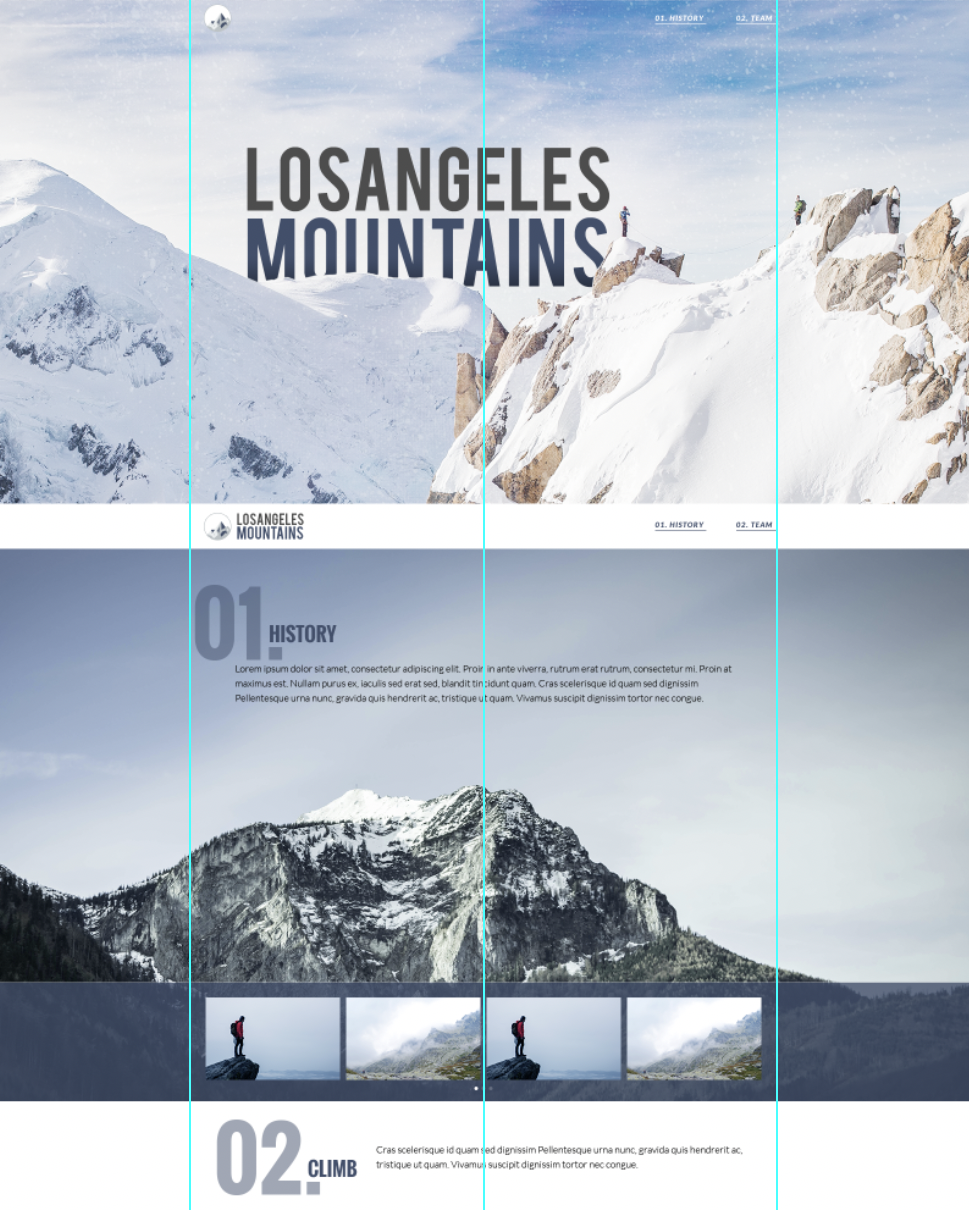 01. HISTORY
02. TEAM
LOSANGELES
MOUNTAINS
LOSANGELES
MOUNTAINS
01. HISTORY
02. TEAM
01. HISTORY
Lorem ipsum dolor sit amet, consectetur adipiscing elit. Proin in ante viverra, rutrum erat rutrum, consectetur mi. Proin at
maximus est. Nullam purus ex, iaculis sed erat sed, blandit tincidunt quam. Cras scelerisque id quam sed dignissim
Pellentesque urna nunc, gravida quis hendrerit ac, tristique ut quam. Vivamus suscipit dignissim tortor nec congue.
02. CLIMB
Cras scelerisque id quam sed dignissim Pellentesque urna nunc, gravida quis hendrerit ac,
tristique ut quam. Vivamus suscipit dignissim tortor nec congue.